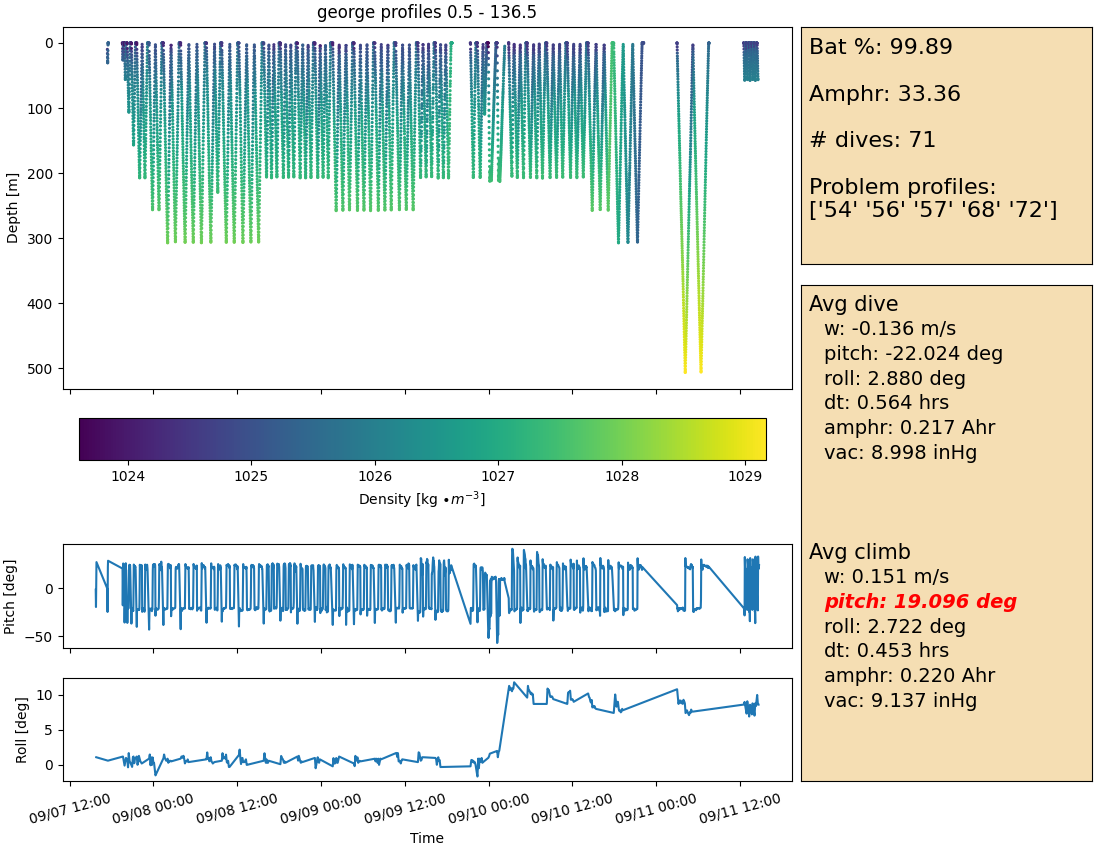 george profiles 0.5 - 136.5
0
100
200
300
400
500
Depth [m]
1024
1025
1026
1027
1028
1029
Density [kg •m⁻³]
0
−50
Pitch [deg]
10
5
0
Roll [deg]
09/07 12:00
09/08 00:00
09/08 12:00
09/09 00:00
09/09 12:00
09/10 00:00
09/10 12:00
09/11 00:00
09/11 12:00
Time
Bat %: 99.89
Amphr: 33.36
# dives: 71
Problem profiles:
['54' '56' '57' '68' '72']
Avg dive
w: -0.136 m/s
pitch: -22.024 deg
roll: 2.880 deg
dt: 0.564 hrs
amphr: 0.217 Ahr
vac: 8.998 inHg
Avg climb
w: 0.151 m/s
pitch: 19.096 deg
roll: 2.722 deg
dt: 0.453 hrs
amphr: 0.220 Ahr
vac: 9.137 inHg